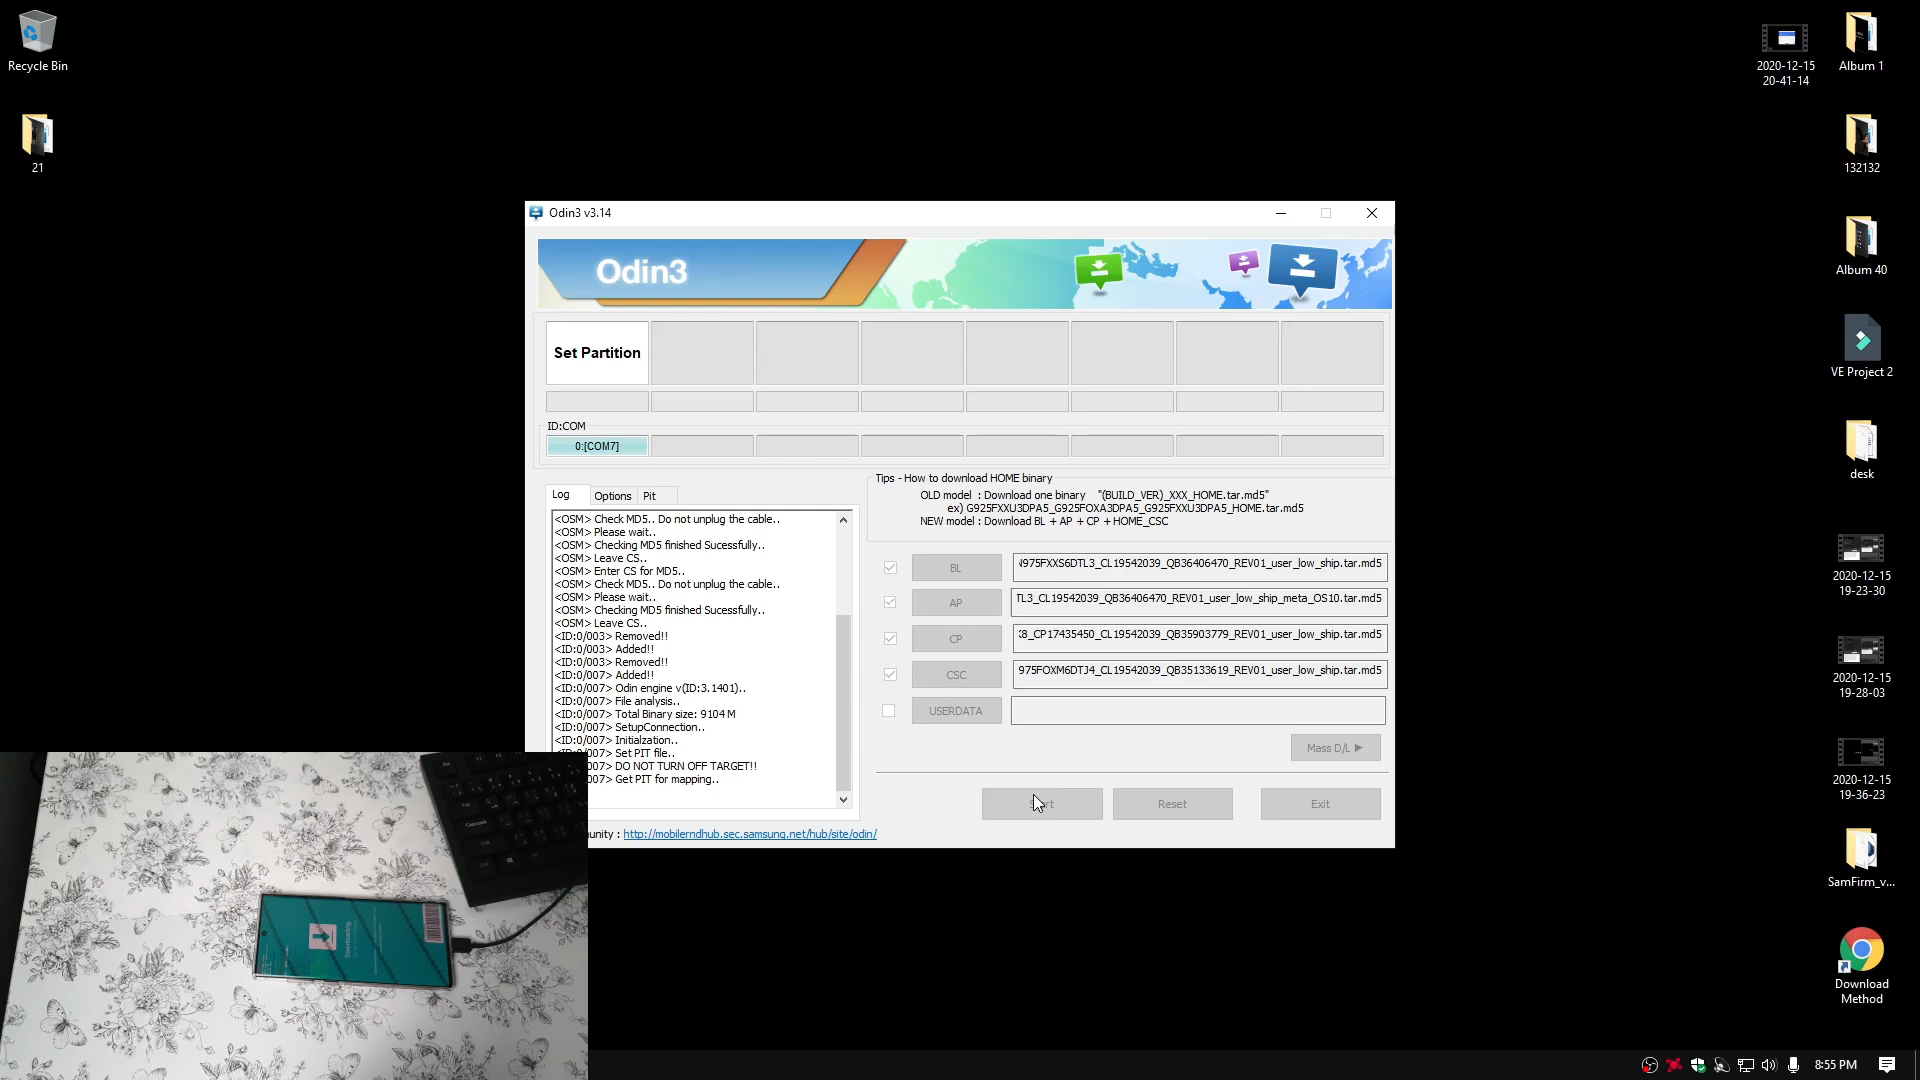 Recycle Bin
21
2020-12-15
20-41-14
Album 1
132132
Album 40
VE Project 2
desk
2020-12-15
19-23-30
2020-12-15
19-28-03
2020-12-15
19-36-23
SamFirm_v...
Download
Method
Odin3 v3.14
Odin3
Set Partition
ID:COM
0:[COM7]
Log
Options
Pit
<OSM> Check MD5.. Do not unplug the cable..
<OSM> Please wait..
<OSM> Checking MD5 finished Sucessfully..
<OSM> Leave CS..
<OSM> Enter CS for MD5..
<OSM> Check MD5.. Do not unplug the cable..
<OSM> Please wait..
<OSM> Checking MD5 finished Sucessfully..
<OSM> Leave CS..
<ID:0/003> Removed!!
<ID:0/003> Added!!
<ID:0/003> Removed!!
<ID:0/007> Added!!
<ID:0/007> Odin engine v(ID:3.1401)..
<ID:0/007> File analysis..
<ID:0/007> Total Binary size: 9104 M
<ID:0/007> SetupConnection..
<ID:0/007> Initialzation..
<ID:0/007> Set PIT file..
007> DO NOT TURN OFF TARGET!!
007> Get PIT for mapping..
Tips - How to download HOME binary
OLD model : Download one binary "(BUILD_VER)_XXX_HOME.tar.md5"
ex) G925FXXU3DPA5_G925FOXA3DPA5_G925FXXU3DPA5_HOME.tar.md5
NEW model : Download BL + AP + CP + HOME_CSC
BL
975FXXS6DTL3_CL19542039_QB36406470_REV01_user_low_ship.tar.md5
AP
TL3_CL19542039_QB36406470_REV01_user_low_ship_meta_OS10.tar.md5
CP
8_CP17435450_CL19542039_QB35903779_REV01_user_low_ship.tar.md5
CSC
975FOXM6DTJ4_CL19542039_QB35133619_REV01_user_low_ship.tar.md5
USERDATA
Mass D/L
Start
Reset
Exit
unity : http://mobilerndhub.sec.samsung.net/hub/site/odin/
Downloading
8:55 PM